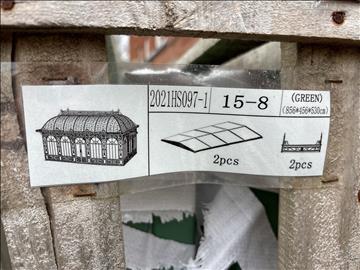 2021HS097-1
15-8
(GREEN)
(856*456*530cm)
2pcs
2pcs